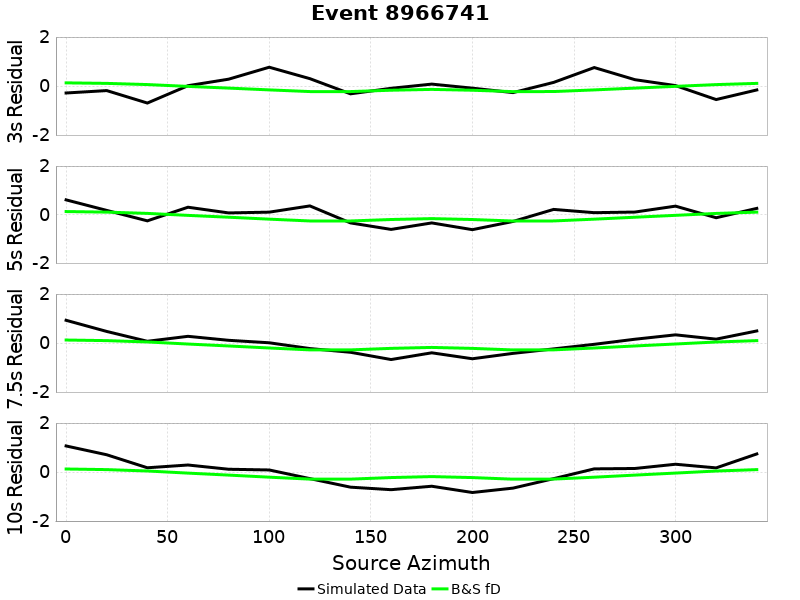 Event 8966741
3s Residual
2
0
-2
5s Residual
2
0
-2
7.5s Residual
2
0
-2
10s Residual
2
0
-2
0 50 100 150 200 250 300
Source Azimuth
Simulated Data B&S fD